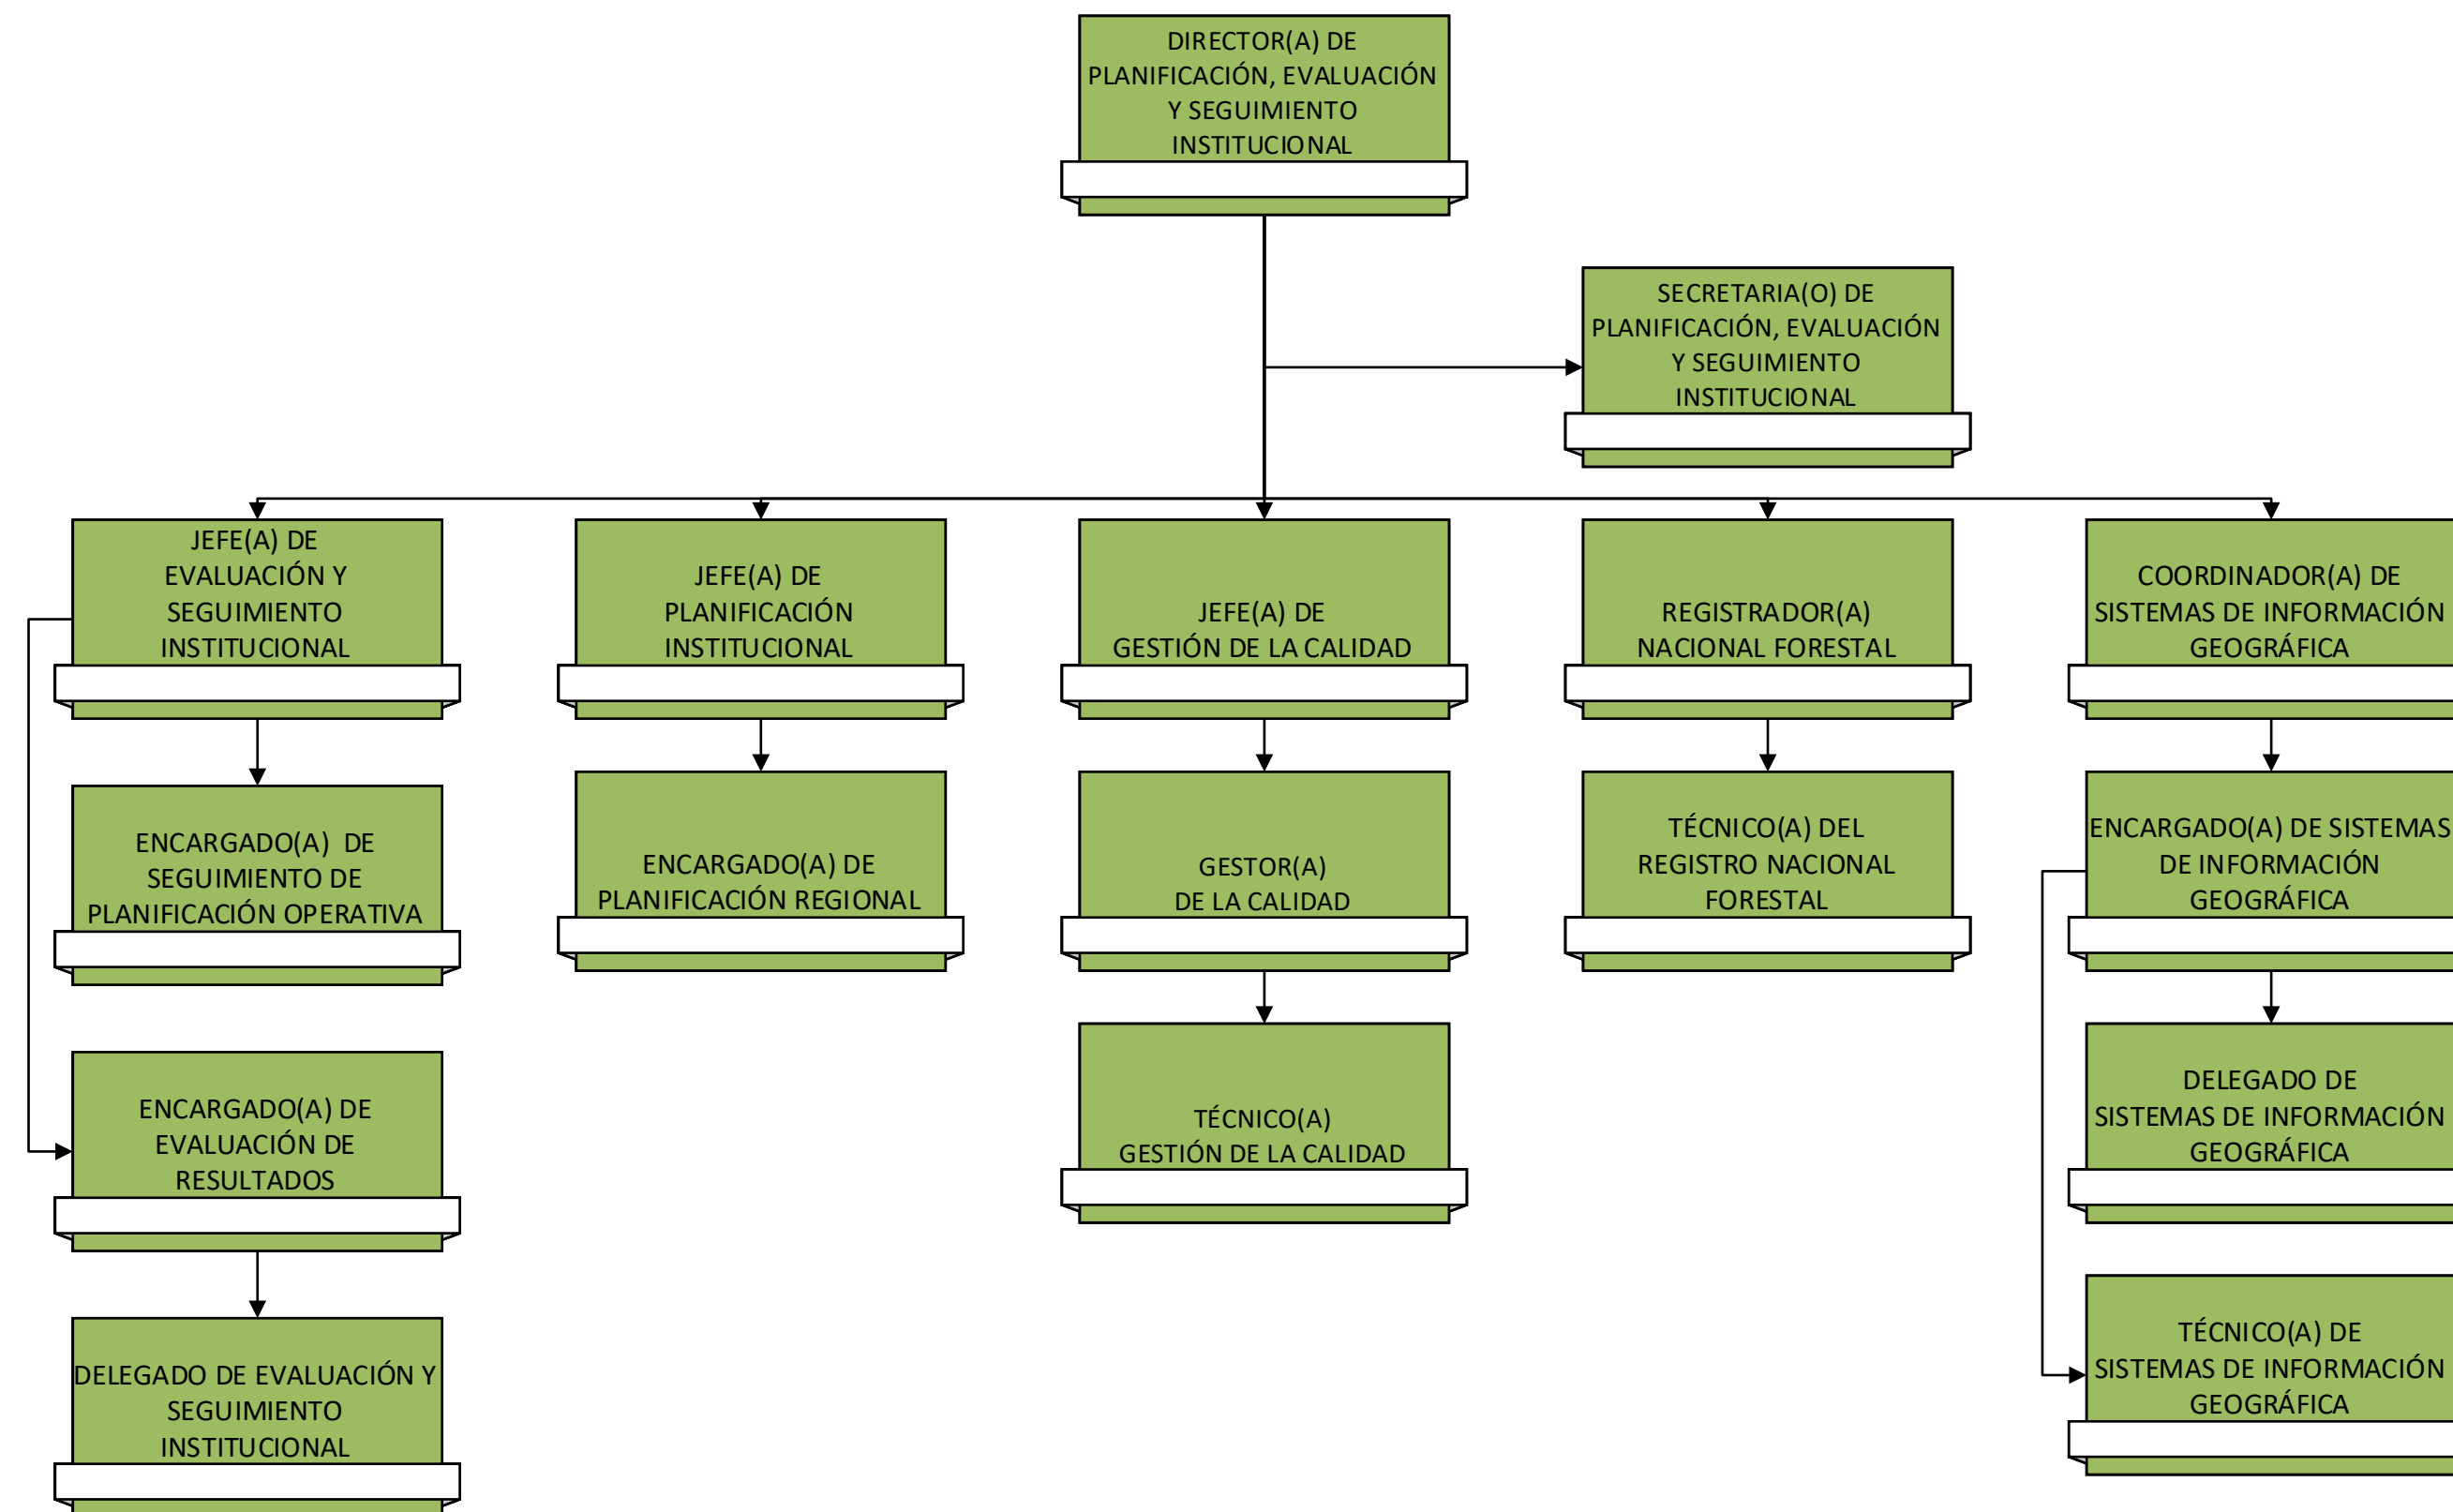 DIRECTOR(A) DE
PLANIFICACIÓN, EVALUACIÓN
Y SEGUIMIENTO
INSTITUCIONAL
SECRETARIA(O) DE
PLANIFICACIÓN, EVALUACIÓN
Y SEGUIMIENTO
INSTITUCIONAL
JEFE(A) DE
EVALUACIÓN Y
SEGUIMIENTO
INSTITUCIONAL
JEFE(A) DE
PLANIFICACIÓN
INSTITUCIONAL
JEFE(A) DE
GESTIÓN DE LA CALIDAD
REGISTRADOR(A)
NACIONAL FORESTAL
COORDINADOR(A) DE
SISTEMAS DE INFORMACIÓN
GEOGRÁFICA
ENCARGADO(A) DE
SEGUIMIENTO DE
PLANIFICACIÓN OPERATIVA
ENCARGADO(A) DE
PLANIFICACIÓN REGIONAL
GESTOR(A)
DE LA CALIDAD
TÉCNICO(A) DEL
REGISTRO NACIONAL
FORESTAL
ENCARGADO(A) DE SISTEMAS
DE INFORMACIÓN
GEOGRÁFICA
ENCARGADO(A) DE
EVALUACIÓN DE
RESULTADOS
TÉCNICO(A)
GESTIÓN DE LA CALIDAD
DELEGADO DE
SISTEMAS DE INFORMACIÓN
GEOGRÁFICA
DELEGADO DE EVALUACIÓN Y
SEGUIMIENTO
INSTITUCIONAL
TÉCNICO(A) DE
SISTEMAS DE INFORMACIÓN
GEOGRÁFICA